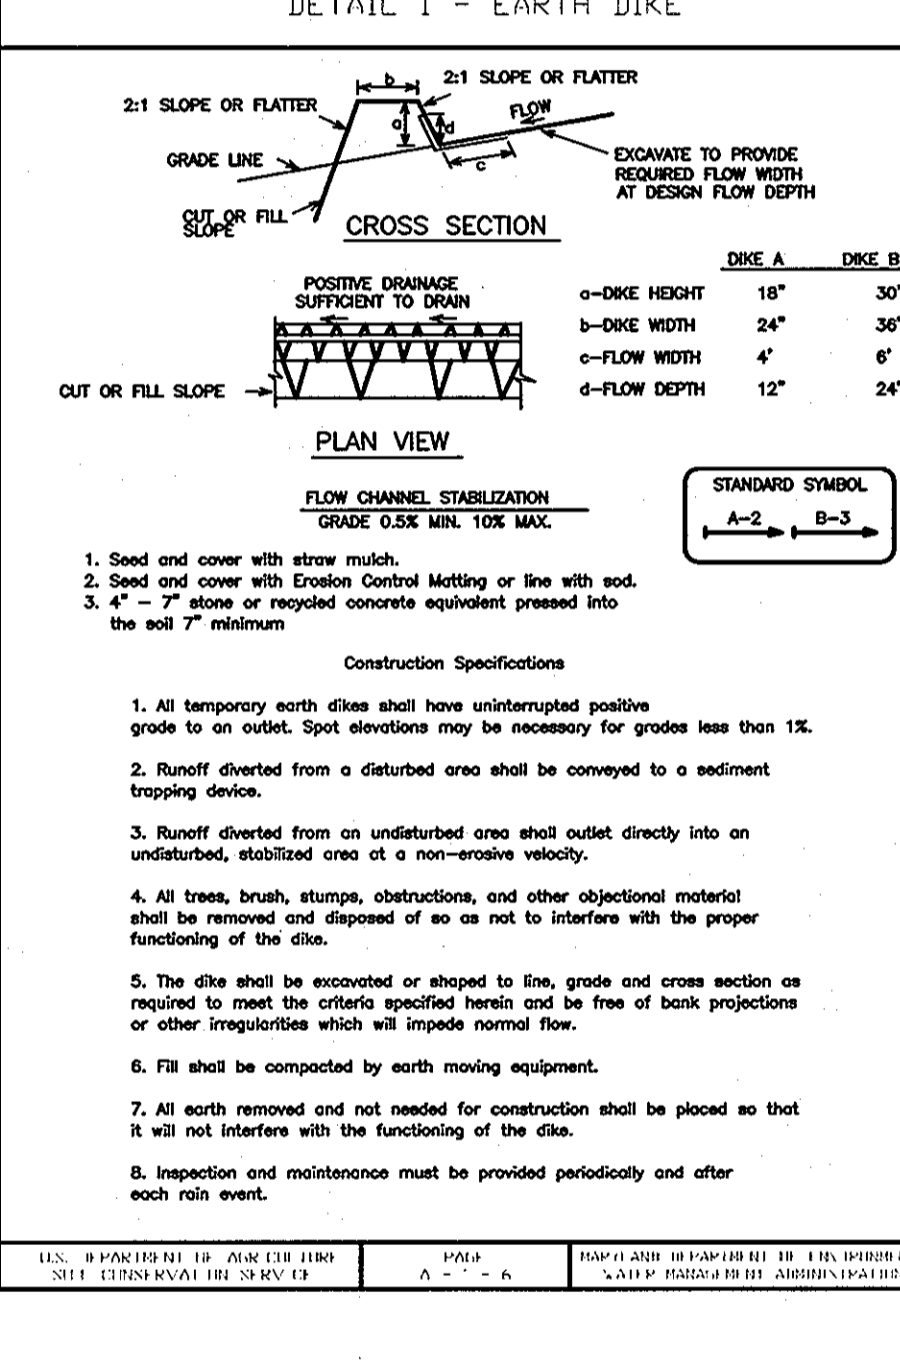 DETAIL 1 - EARTH DIKE
b
2:1 SLOPE OR FLATTER
2:1 SLOPE OR FLATTER
FLOW
a
d
GRADE LINE
c
EXCAVATE TO PROVIDE
REQUIRED FLOW WIDTH
AT DESIGN FLOW DEPTH
CUT OR FILL
SLOPE
CROSS SECTION
DIKE A DIKE B
POSITIVE DRAINAGE
SUFFICIENT TO DRAIN
a-DIKE HEIGHT 18" 30"
b-DIKE WIDTH 24" 36"
c-FLOW WIDTH 4' 6'
d-FLOW DEPTH 12" 24"
CUT OR FILL SLOPE
PLAN VIEW
STANDARD SYMBOL
A-2 B-3
FLOW CHANNEL STABILIZATION
GRADE 0.5% MIN. 10% MAX.
1. Seed and cover with straw mulch.
2. Seed and cover with Erosion Control Matting or line with sod.
3. 4" - 7" stone or recycled concrete equivalent pressed into
the soil 7" minimum
Construction Specifications
1. All temporary earth dikes shall have uninterrupted positive
grade to an outlet. Spot elevations may be necessary for grades less than 1%.
2. Runoff diverted from a disturbed area shall be conveyed to a sediment
trapping device.
3. Runoff diverted from an undisturbed area shall outlet directly into an
undisturbed, stabilized area at a non-erosive velocity.
4. All trees, brush, stumps, obstructions, and other objectional material
shall be removed and disposed of so as not to interfere with the proper
functioning of the dike.
5. The dike shall be excavated or shaped to line, grade and cross section as
required to meet the criteria specified herein and be free of bank projections
or other irregularities which will impede normal flow.
6. Fill shall be compacted by earth moving equipment.
7. All earth removed and not needed for construction shall be placed so that
it will not interfere with the functioning of the dike.
8. Inspection and maintenance must be provided periodically and after
each rain event.
U.S. DEPARTMENT OF AGRICULTURE
SOIL CONSERVATION SERVICE
PAGE
A - 1 - 6
MARYLAND DEPARTMENT OF ENVIRONME
WATER MANAGEMENT ADMINISTRATION